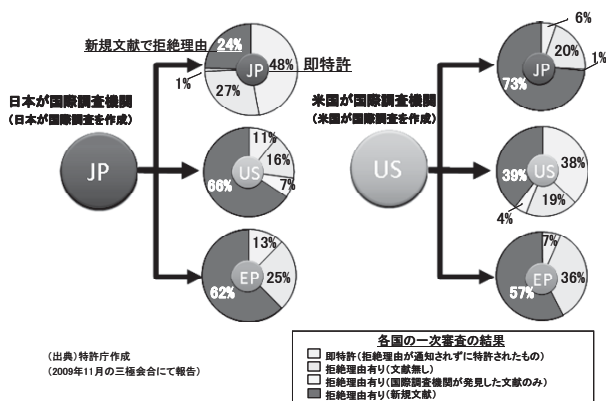 新規文献で拒絶理由
24%
48%
即特許
JP
1%
27%
日本が国際調査機関
(日本が国際調査を作成)
JP
11%
16%
7%
66%
US
13%
25%
62%
EP
6%
20%
1%
73%
JP
米国が国際調査機関
(米国が国際調査を作成)
US
38%
39%
US
19%
4%
7%
36%
57%
EP
(出典)特許庁作成
(2009年11月の三極会合にて報告)
各国の一次審査の結果
即特許(拒絶理由が通知されずに特許されたもの)
拒絶理由有り(文献無し)
拒絶理由有り(国際調査機関が発見した文献のみ)
拒絶理由有り(新規文献)